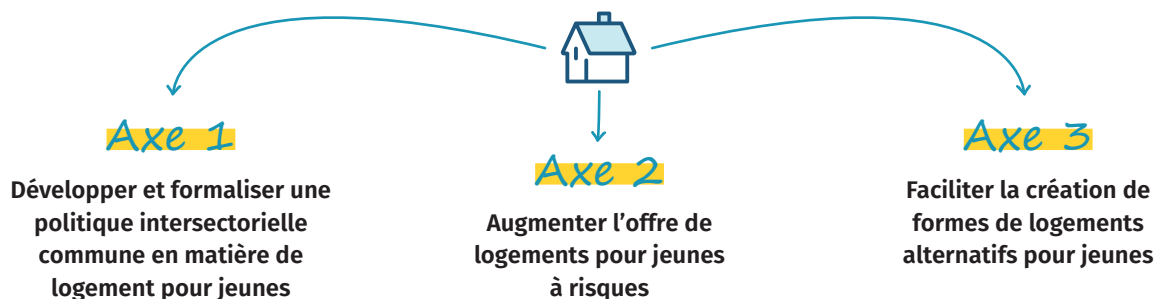 Axe 1
Développer et formaliser une
politique intersectorielle
commune en matière de
logement pour jeunes
Axe 2
Augmenter l’offre de
logements pour jeunes
à risques
Axe 3
Faciliter la création de
formes de logements
alternatifs pour jeunes